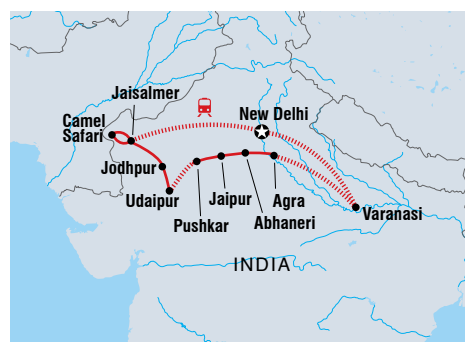 Jaisalmer
Camel
Safari
New Delhi
Jodhpur
Udaipur
Pushkar
Jaipur
Abhaneri
Agra
Varanasi
INDIA